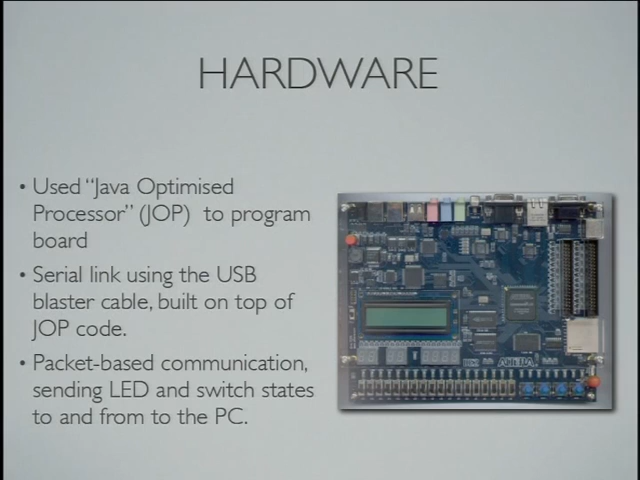 HARDWARE
• Used “Java Optimised
Processor” (JOP) to program
board
• Serial link using the USB
blaster cable, built on top of
JOP code.
• Packet-based communication,
sending LED and switch states
to and from to the PC.